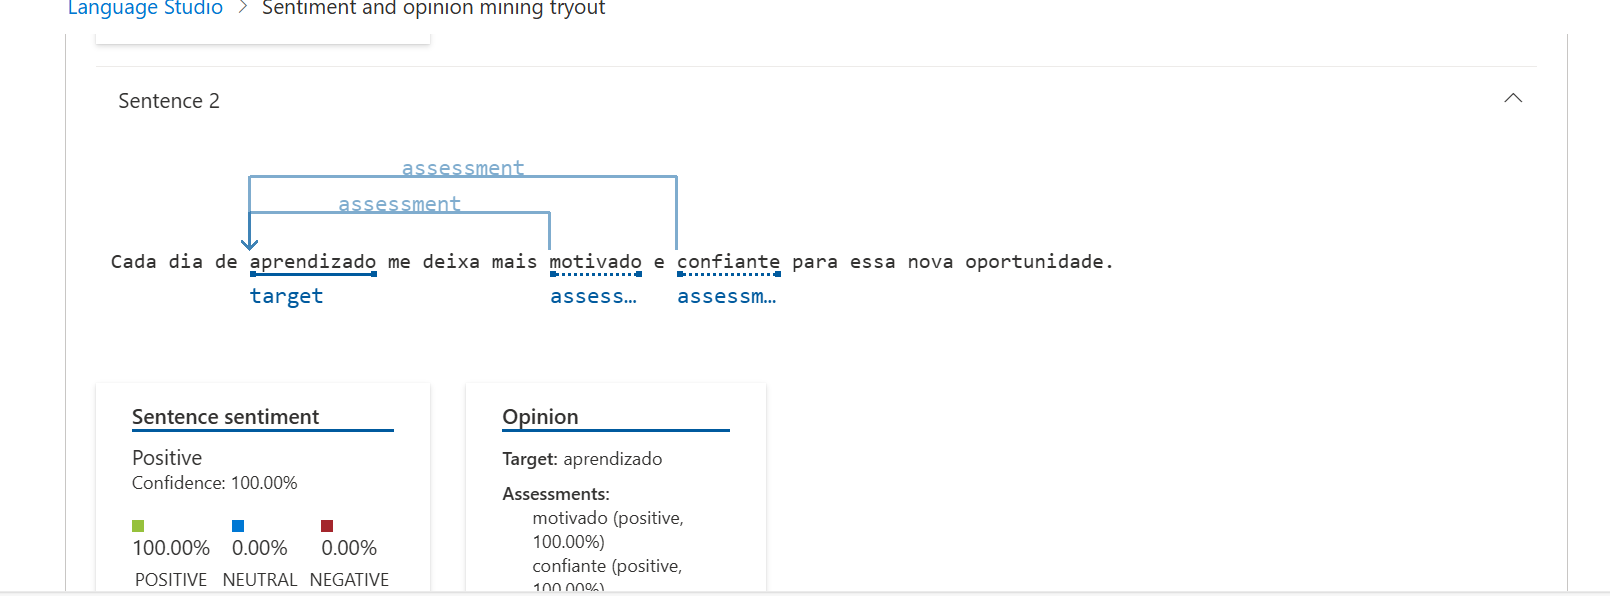 Language Studio > Sentiment and opinion mining tryout
Sentence 2
assessment
assessment
Cada dia de aprendizado me deixa mais motivado e confiante para essa nova oportunidade.
target assess... assessm...
Sentence sentiment
Positive
Confidence: 100.00%
100.00% 0.00% 0.00%
POSITIVE NEUTRAL NEGATIVE
Opinion
Target: aprendizado
Assessments:
motivado (positive,
100.00%)
confiante (positive,
100.00%)